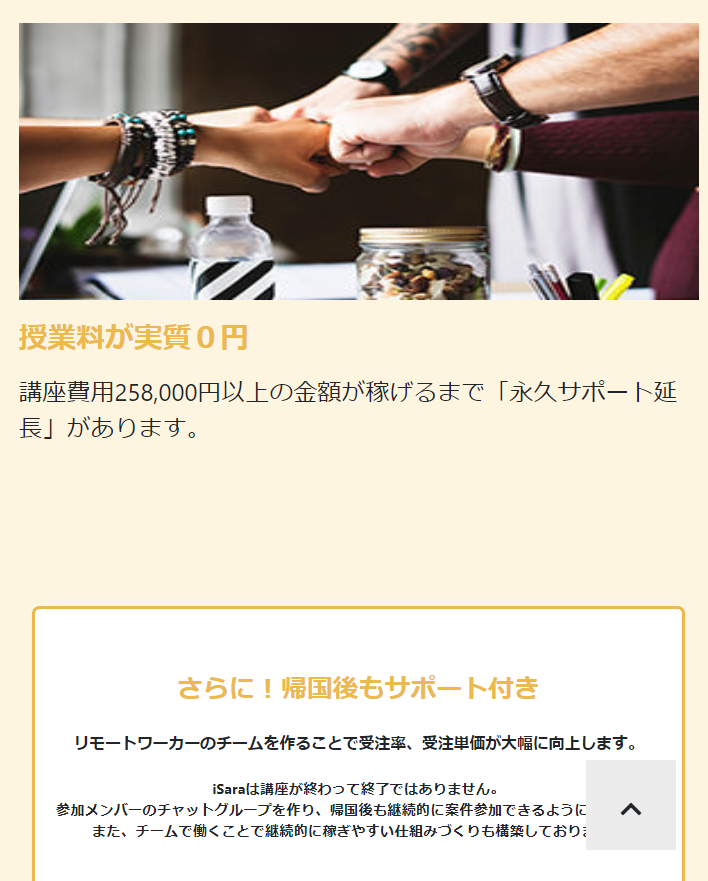 授業料が実質０円
講座費用258,000円以上の金額が稼げるまで「永久サポート延
長」があります。
さらに！帰国後もサポート付き
リモートワーカーのチームを作ることで受注率、受注単価が大幅に向上します。
iSaraは講座が終わって終了ではありません。
参加メンバーのチャットグループを作り、帰国後も継続的に案件参加できるように
また、チームで働くことで継続的に稼ぎやすい仕組みづくりも構築しており